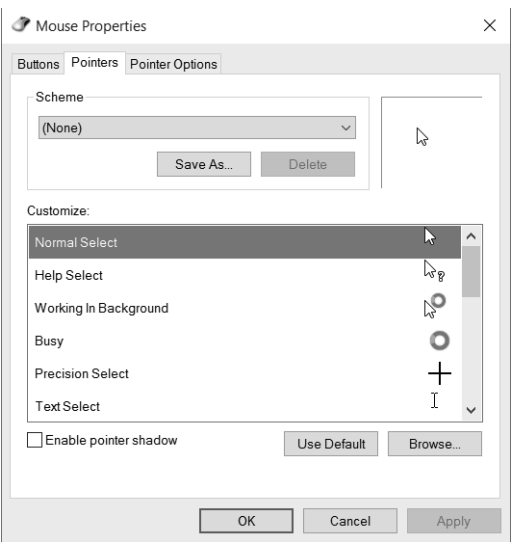 Mouse Properties
Buttons Pointers Pointer Options
Scheme
(None)
Save As... Delete
Customize:
Normal Select
Help Select
Working In Background
Busy
Precision Select
Text Select
Enable pointer shadow Use Default Browse...
OK Cancel Apply